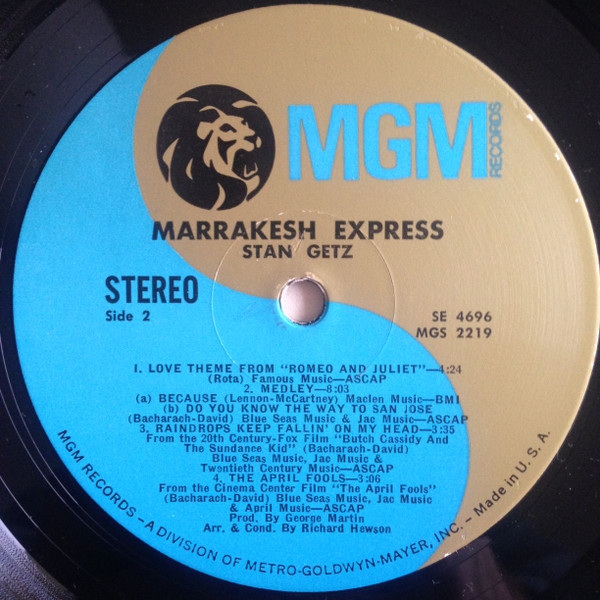 MGM
RECORDS
MARRAKESH EXPRESS
STAN GETZ
STEREO
Side 2
SE 4696
MGS 2219
1. LOVE THEME FROM "ROMEO AND JULIET"—4:24
(Rota) Famous Music—ASCAP
2. MEDLEY—8:03
(a) BECAUSE (Lennon-McCartney) Maclen Music—BMI
(b) DO YOU KNOW THE WAY TO SAN JOSE
(Bacharach-David) Blue Seas Music & Jac Music—ASCAP
3. RAINDROPS KEEP FALLIN' ON MY HEAD—3:35
From the 20th Century-Fox Film "Butch Cassidy And
The Sundance Kid" (Bacharach-David)
Blue Seas Music, Jac Music &
Twentieth Century Music—ASCAP
4. THE APRIL FOOLS—3:06
From the Cinema Center Film "The April Fools"
(Bacharach-David) Blue Seas Music, Jac Music
& April Music—ASCAP
Prod. By George Martin
Arr. & Cond. By Richard Hewson
MGM RECORDS – A DIVISION OF METRO-GOLDWYN-MAYER, INC. – Made in U. S. A.